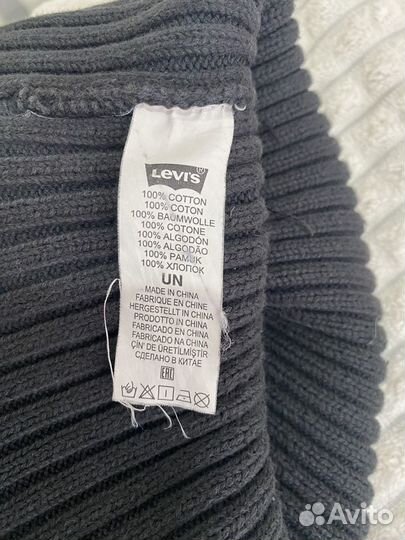 LEVI'S®
100% COTTON
100% COTON
100% BAUMWOLLE
100% COTONE
100% ALGODÓN
100% ALGODÃO
100% PAMUK
100% ХЛОПОК
UN
MADE IN CHINA
FABRIQUE EN CHINE
HERGESTELLT IN CHINA
PRODOTTO IN CHINA
FABRICADO EN CHINA
FABRICADO NA CHINA
ÇİN' DE ÜRETİLMİŞTİR
СДЕЛАНО В КИТАЕ
EAC
Avito